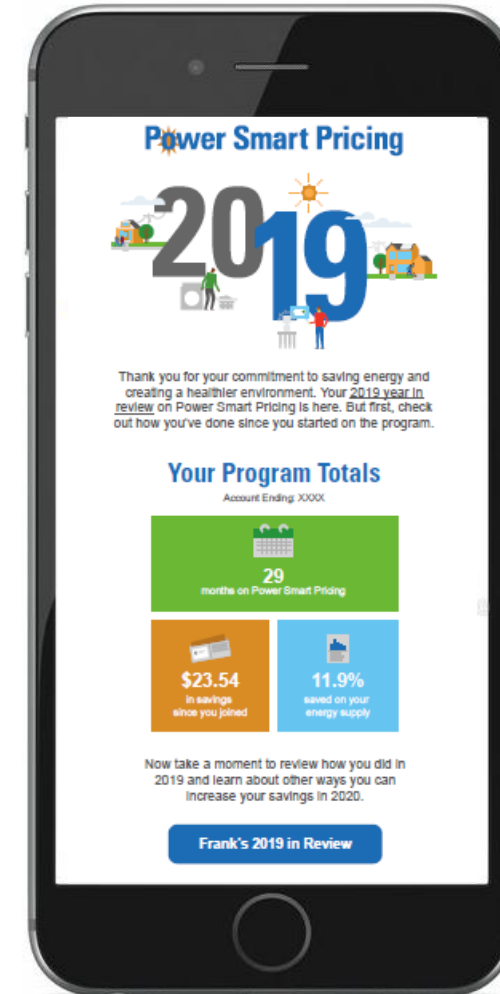 Power Smart Pricing
2019
Thank you for your commitment to saving energy and
creating a healthier environment. Your 2019 year in
review on Power Smart Pricing is here. But first, check
out how you've done since you started on the program.
Your Program Totals
Account Ending: XXXX
29
months on Power Smart Pricing
$23.54
in savings
since you joined
11.9%
saved on your
energy supply
Now take a moment to review how you did in
2019 and learn about other ways you can
increase your savings in 2020.
Frank's 2019 in Review